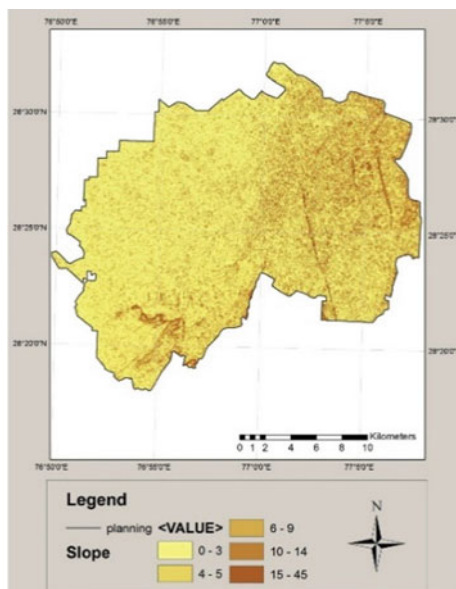 76°50'0"E 76°55'0"E 77°0'0"E 77°5'0"E
28°30'0"N 28°30'0"N
28°25'0"N 28°25'0"N
28°20'0"N 28°20'0"N
Kilometers
0 1 2 4 6 8 10
76°50'0"E 76°55'0"E 77°0'0"E 77°5'0"E
Legend
planning <VALUE> 6 - 9
Slope 0 - 3 10 - 14
4 - 5 15 - 45
N